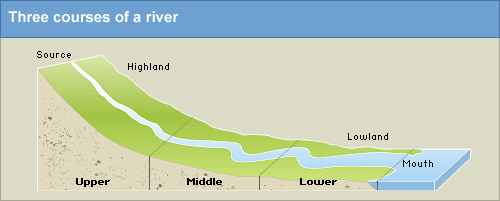 Three courses of a river
Source
Highland
Lowland
Mouth
Upper
Middle
Lower